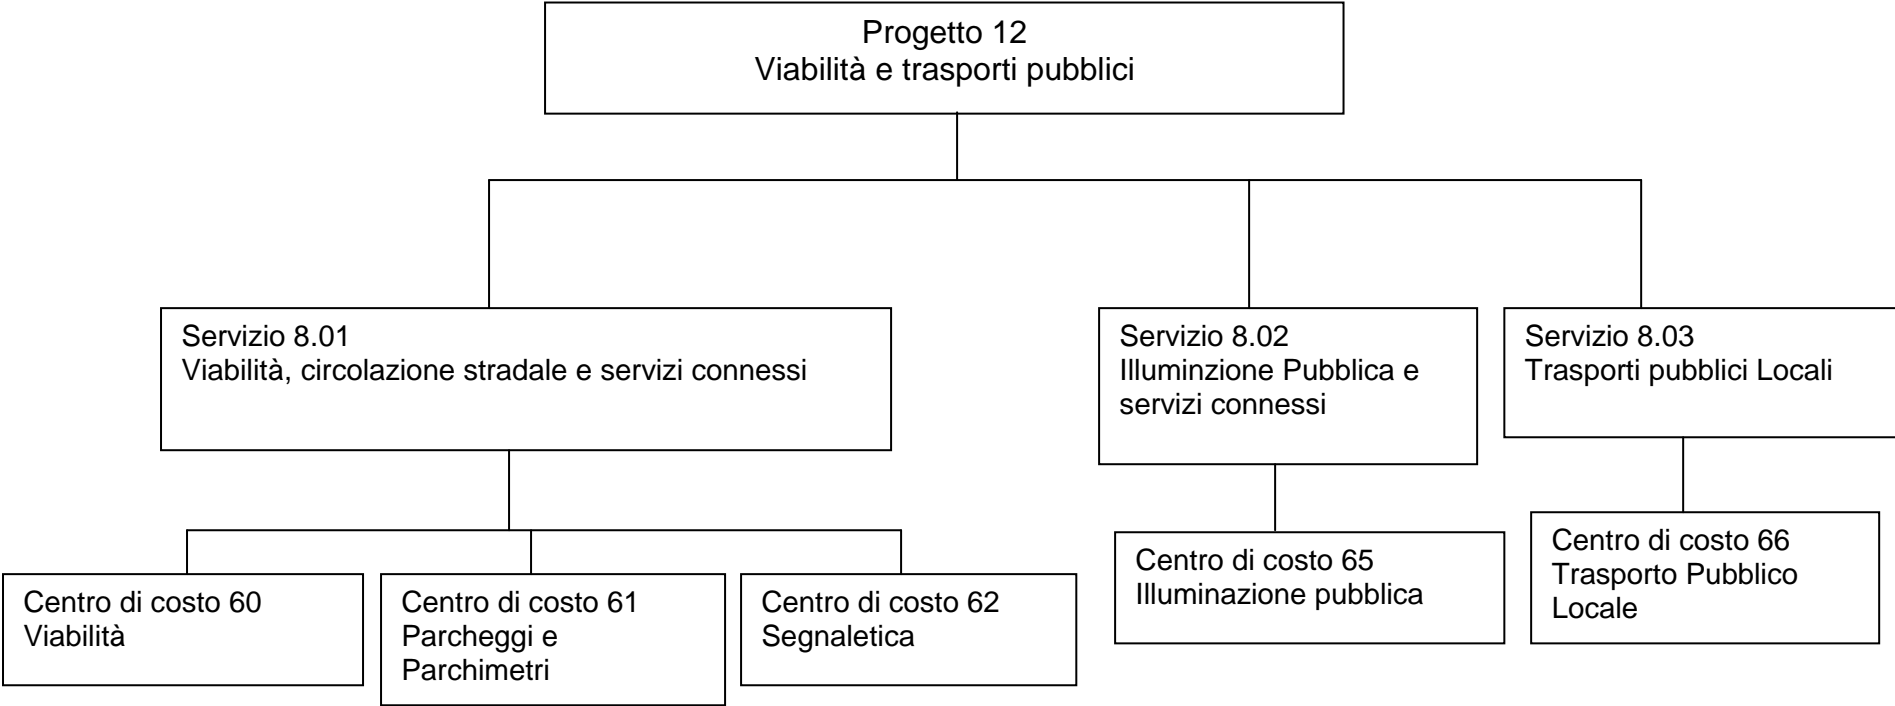 Progetto 12
Viabilità e trasporti pubblici
Servizio 8.01
Viabilità, circolazione stradale e servizi connessi
Servizio 8.02
Illuminzione Pubblica e
servizi connessi
Servizio 8.03
Trasporti pubblici Locali
Centro di costo 60
Viabilità
Centro di costo 61
Parcheggi e
Parchimetri
Centro di costo 62
Segnaletica
Centro di costo 65
Illuminazione pubblica
Centro di costo 66
Trasporto Pubblico
Locale